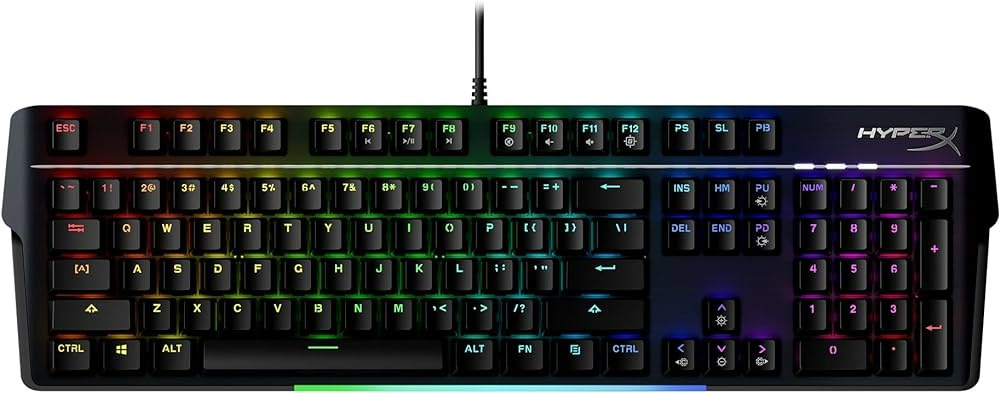 ESC F1 F2 F3 F4 F5 F6 F7 F8 F9 F10 F11 F12 PS SL PB HYPERX
`~ 1! 2@ 3# 4$ 5% 6^ 7& 8* 9( 0) -- =+ INS HM PU NUM / * -
Q W E R T Y U I O P [{ ]} \| DEL END PD 7 8 9 +
[A] A S D F G H J K L ;: '" 4 5 6
Z X C V B N M ,< .> /? 1 2 3
CTRL ALT ALT FN CTRL 0 .